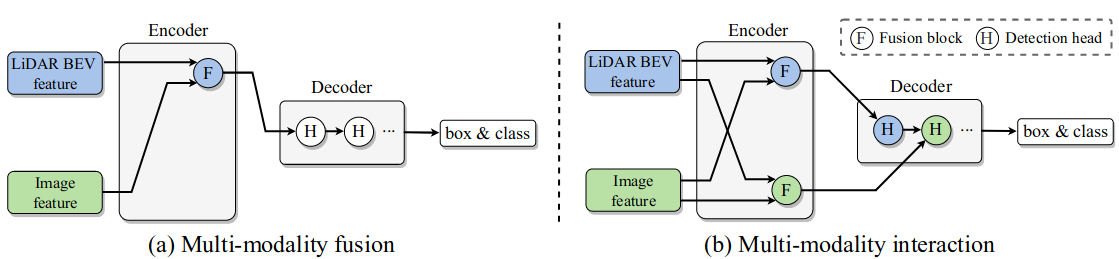 Encoder
LiDAR BEV
feature
F
Decoder
H
H
...
box & class
Image
feature
(a) Multi-modality fusion
F Fusion block
H Detection head
Encoder
LiDAR BEV
feature
F
Decoder
H
H
...
box & class
Image
feature
F
(b) Multi-modality interaction